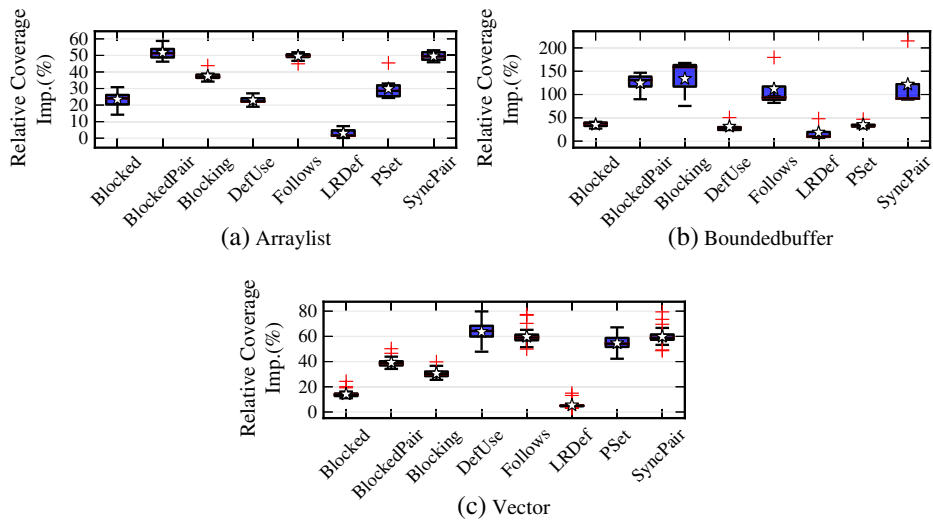 Relative Coverage
Imp.(%)
60
50
40
30
20
10
0
Blocked
BlockedPair
Blocking
DefUse
Follows
LRDef
PSet
SyncPair
(a) Arraylist
Relative Coverage
Imp.(%)
200
150
100
50
0
Blocked
BlockedPair
Blocking
DefUse
Follows
LRDef
PSet
SyncPair
(b) Boundedbuffer
Relative Coverage
Imp.(%)
80
60
40
20
0
Blocked
BlockedPair
Blocking
DefUse
Follows
LRDef
PSet
SyncPair
(c) Vector